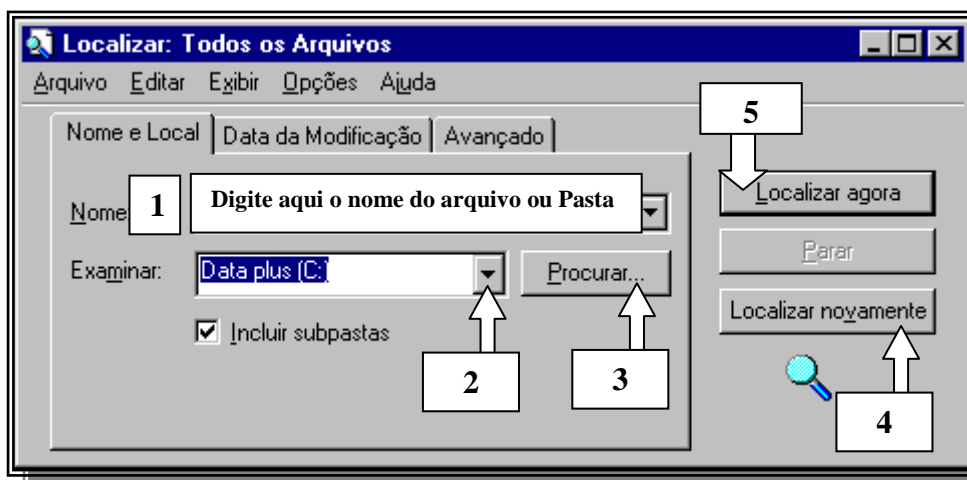 Localizar: Todos os Arquivos
Arquivo Editar Exibir Opções Ajuda
Nome e Local Data da Modificação Avançado
5
Nome: 1 Digite aqui o nome do arquivo ou Pasta
Localizar agora
Examinar: Data plus (C:) Procurar...
Parar
Incluir subpastas
Localizar novamente
2 3
4